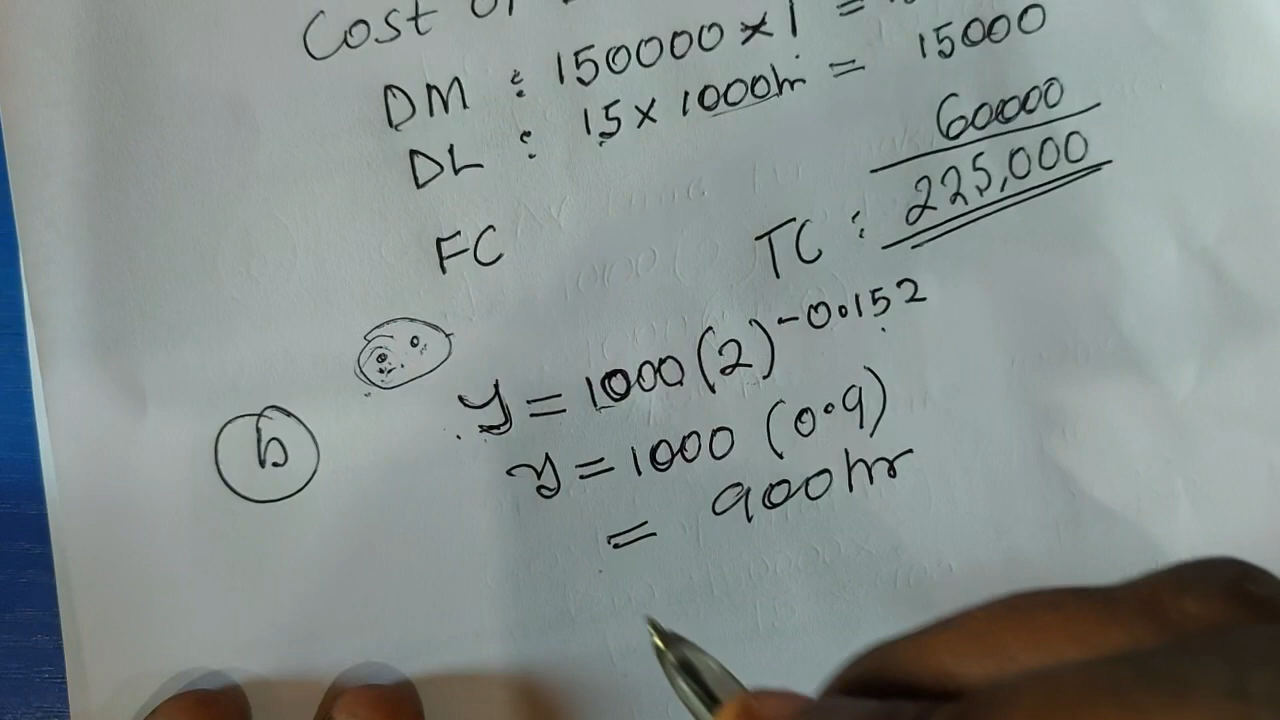 Cost of
DM : 150000 x 1 =
DL : 15 x 1000hr = 15000
FC 60000
TC : 225,000
b y = 1000(2)^-0.152
y = 1000 (0.9)
= 900hr